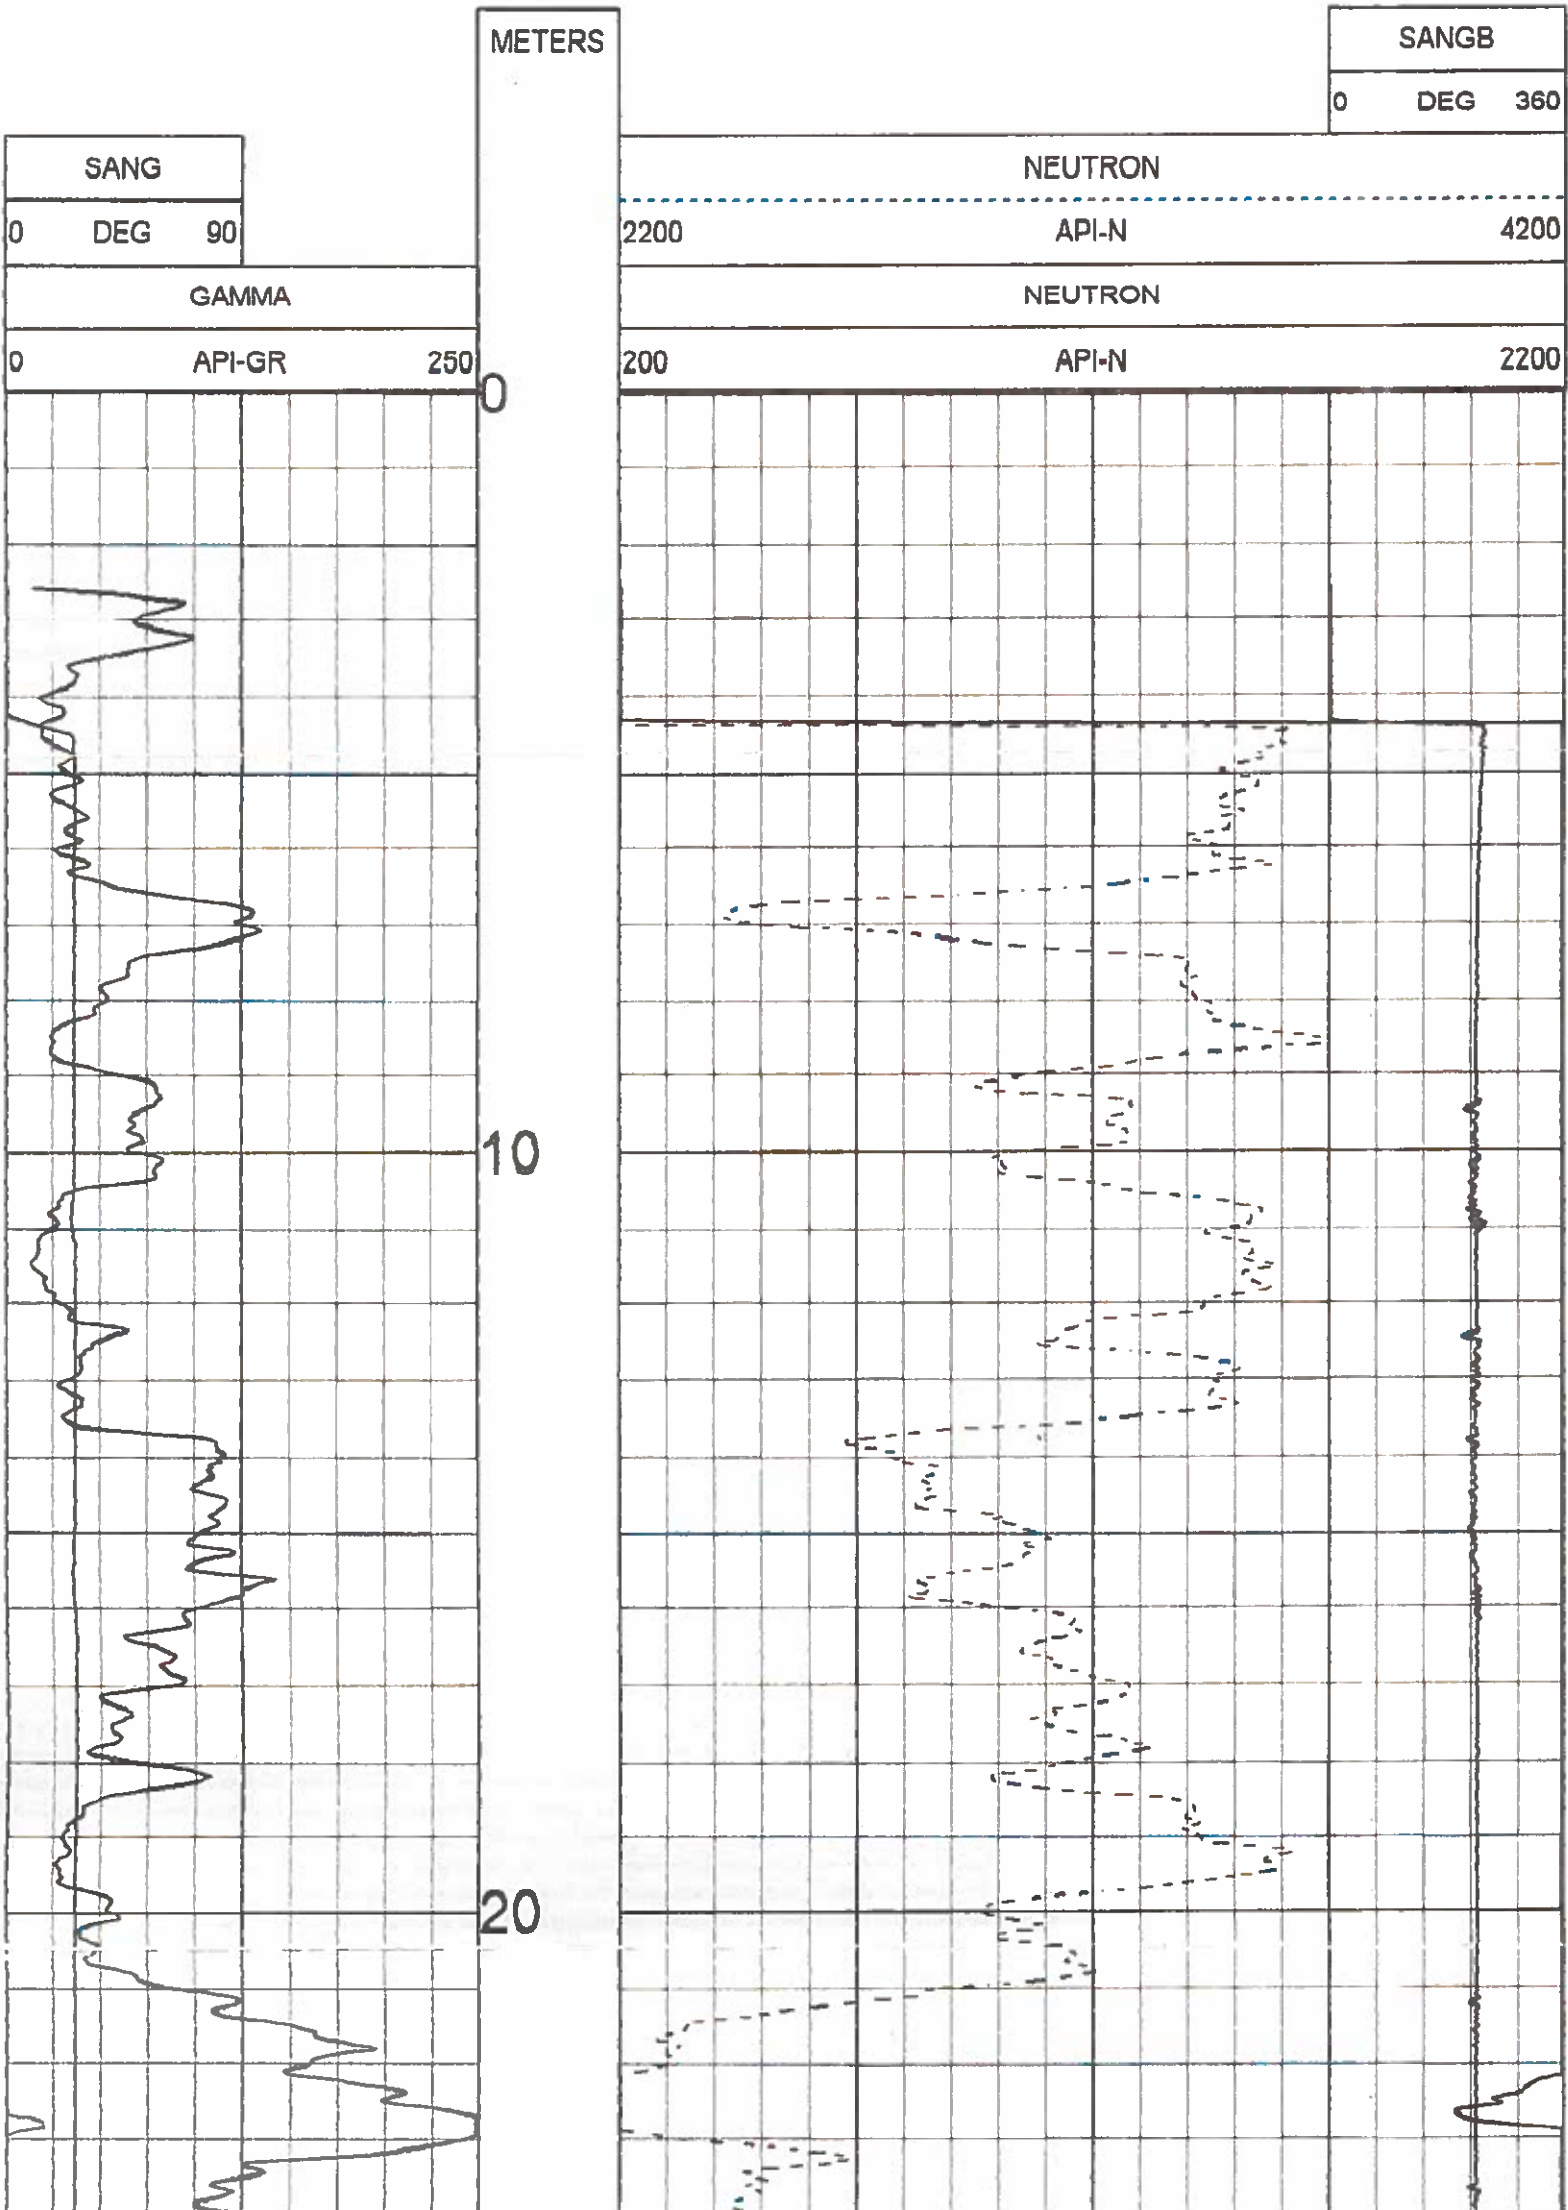 METERS
SANGB
0 DEG 360
SANG
NEUTRON
0 DEG 90
2200 API-N 4200
GAMMA
NEUTRON
0 API-GR 250
200 API-N 2200
0
10
20